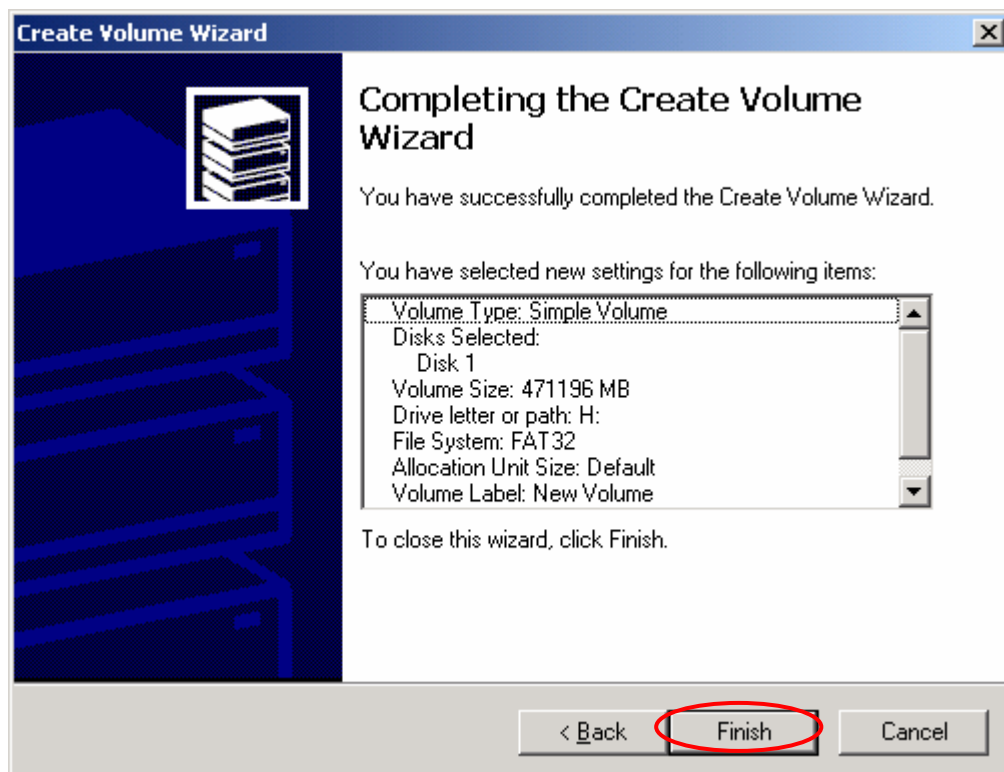 Create Volume Wizard
Completing the Create Volume
Wizard
You have successfully completed the Create Volume Wizard.
You have selected new settings for the following items:
Volume Type: Simple Volume
Disks Selected:
Disk 1
Volume Size: 471196 MB
Drive letter or path: H:
File System: FAT32
Allocation Unit Size: Default
Volume Label: New Volume
To close this wizard, click Finish.
< Back Finish Cancel